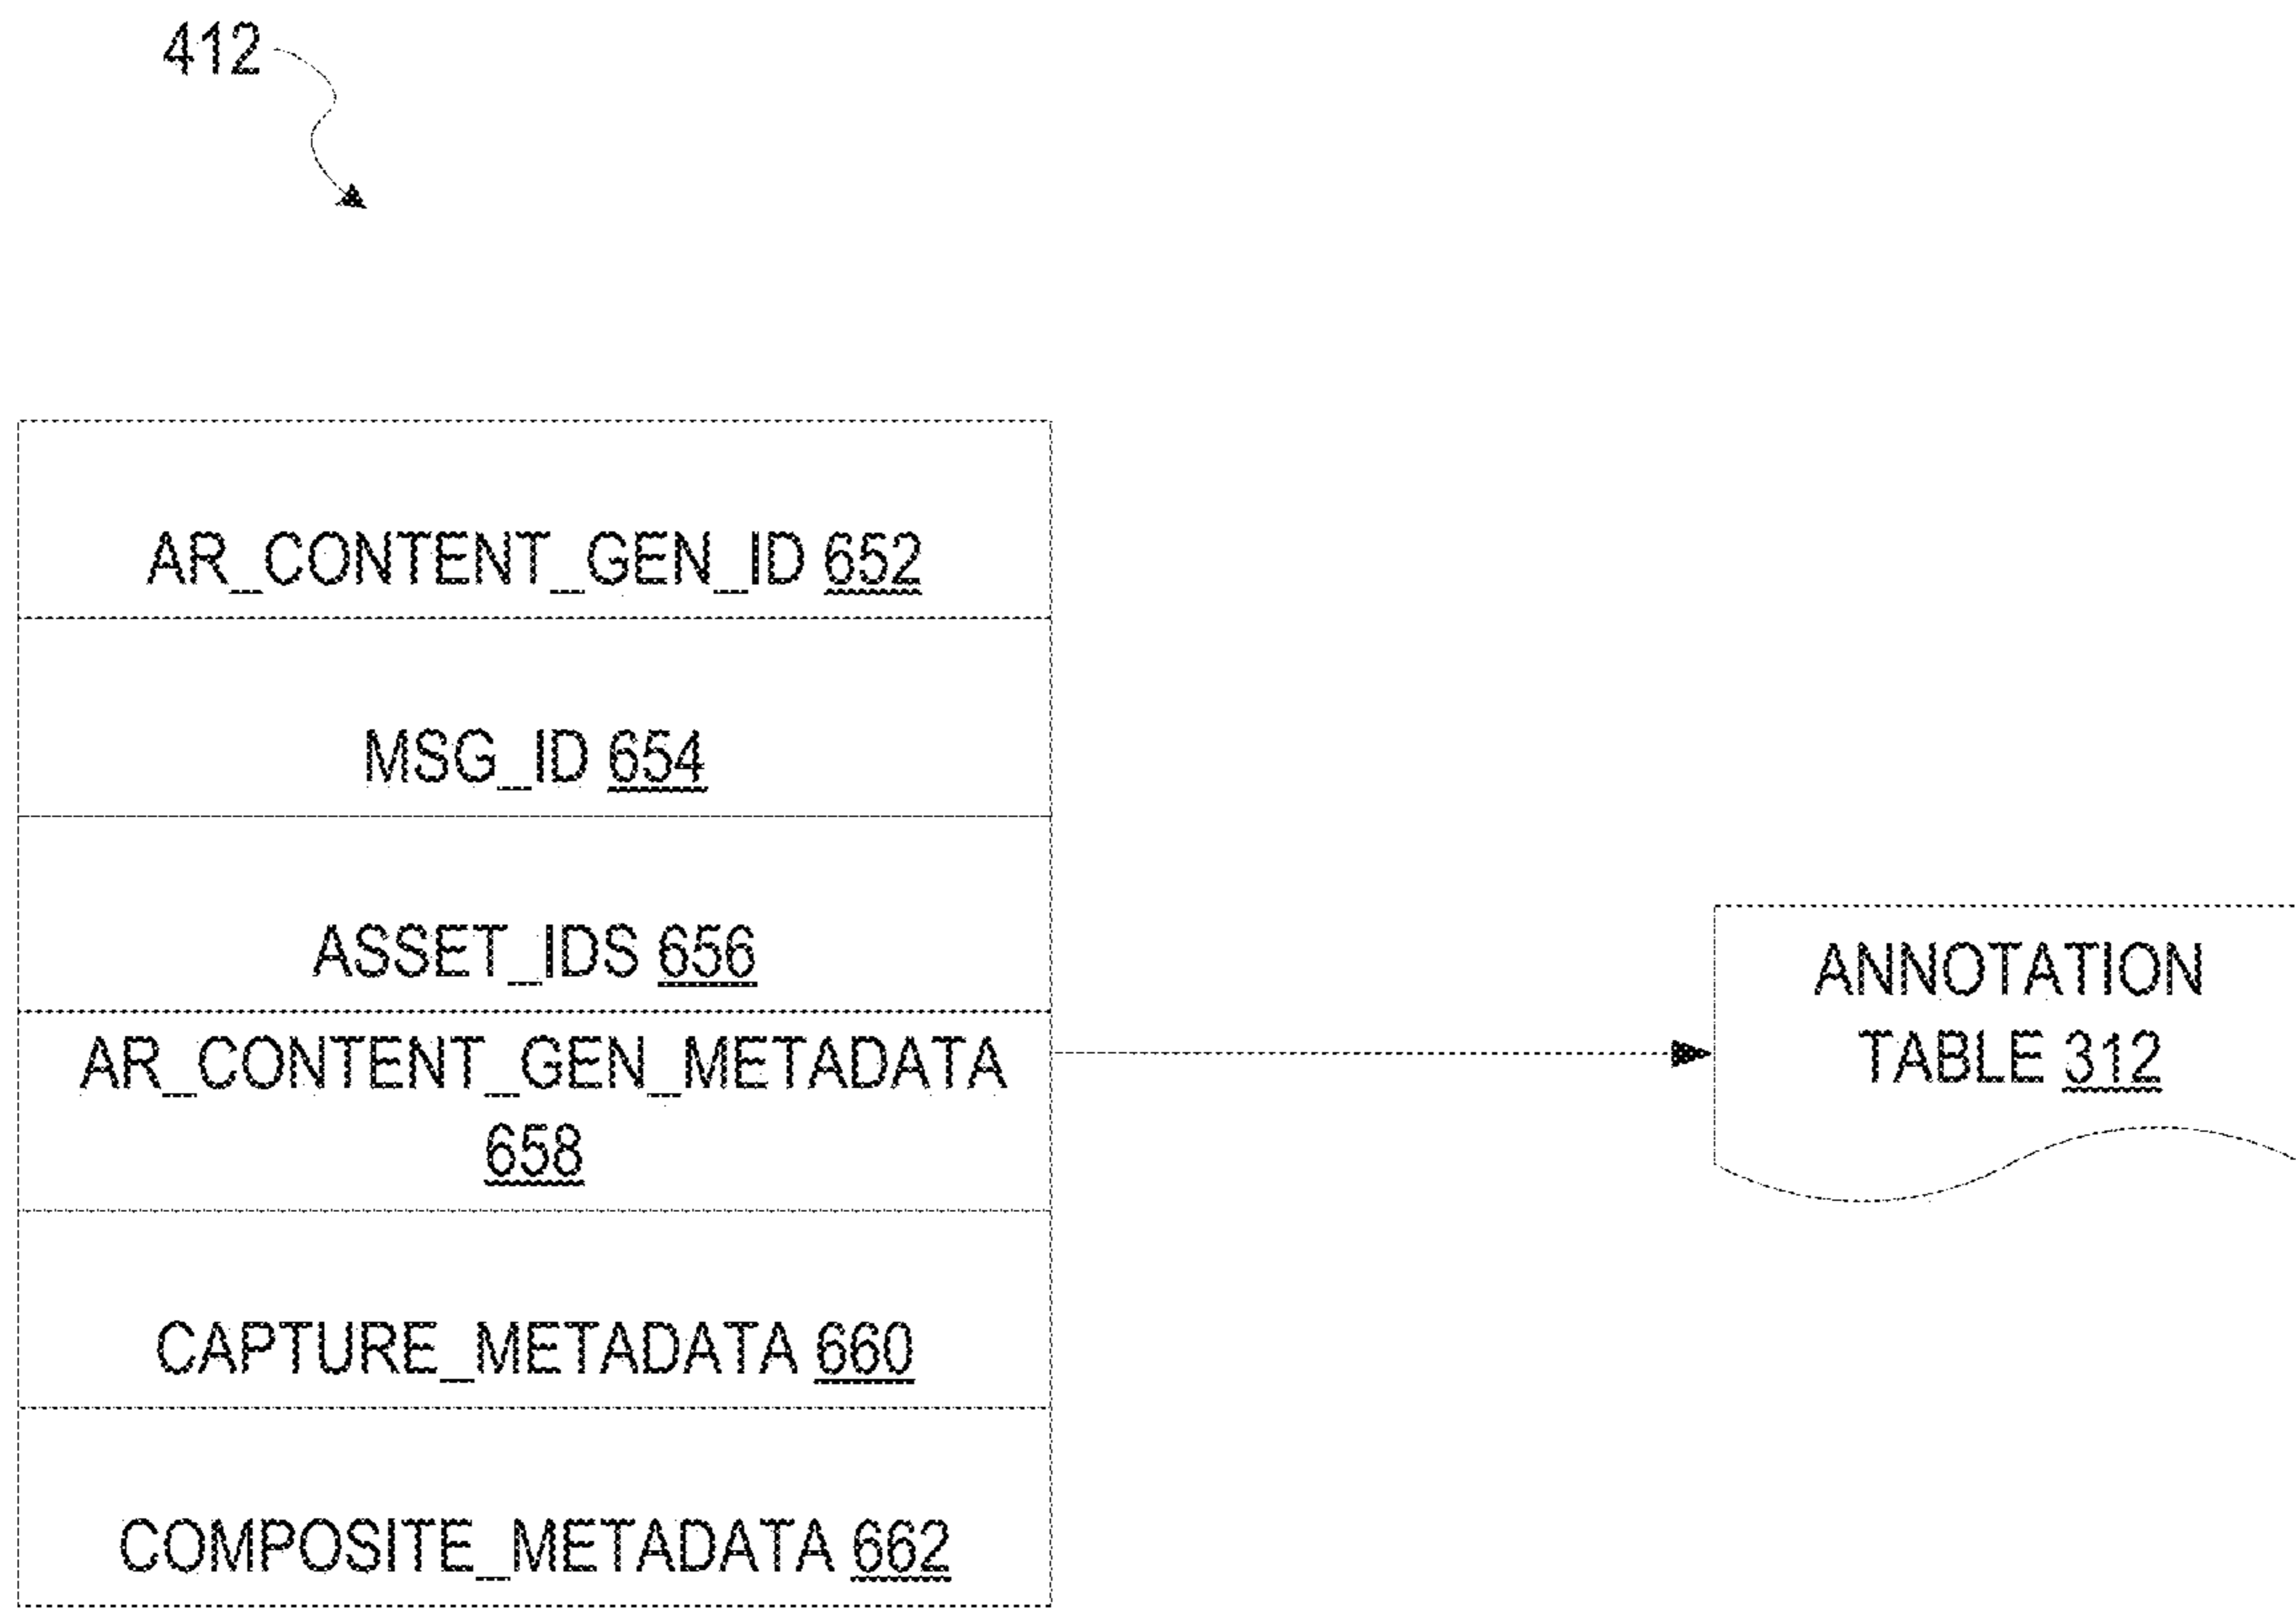 412
AR_CONTENT_GEN_ID 652
MSG_ID 654
ASSET_IDS 656
AR_CONTENT_GEN_METADATA
658
CAPTURE_METADATA 660
COMPOSITE_METADATA 662
ANNOTATION
TABLE 312